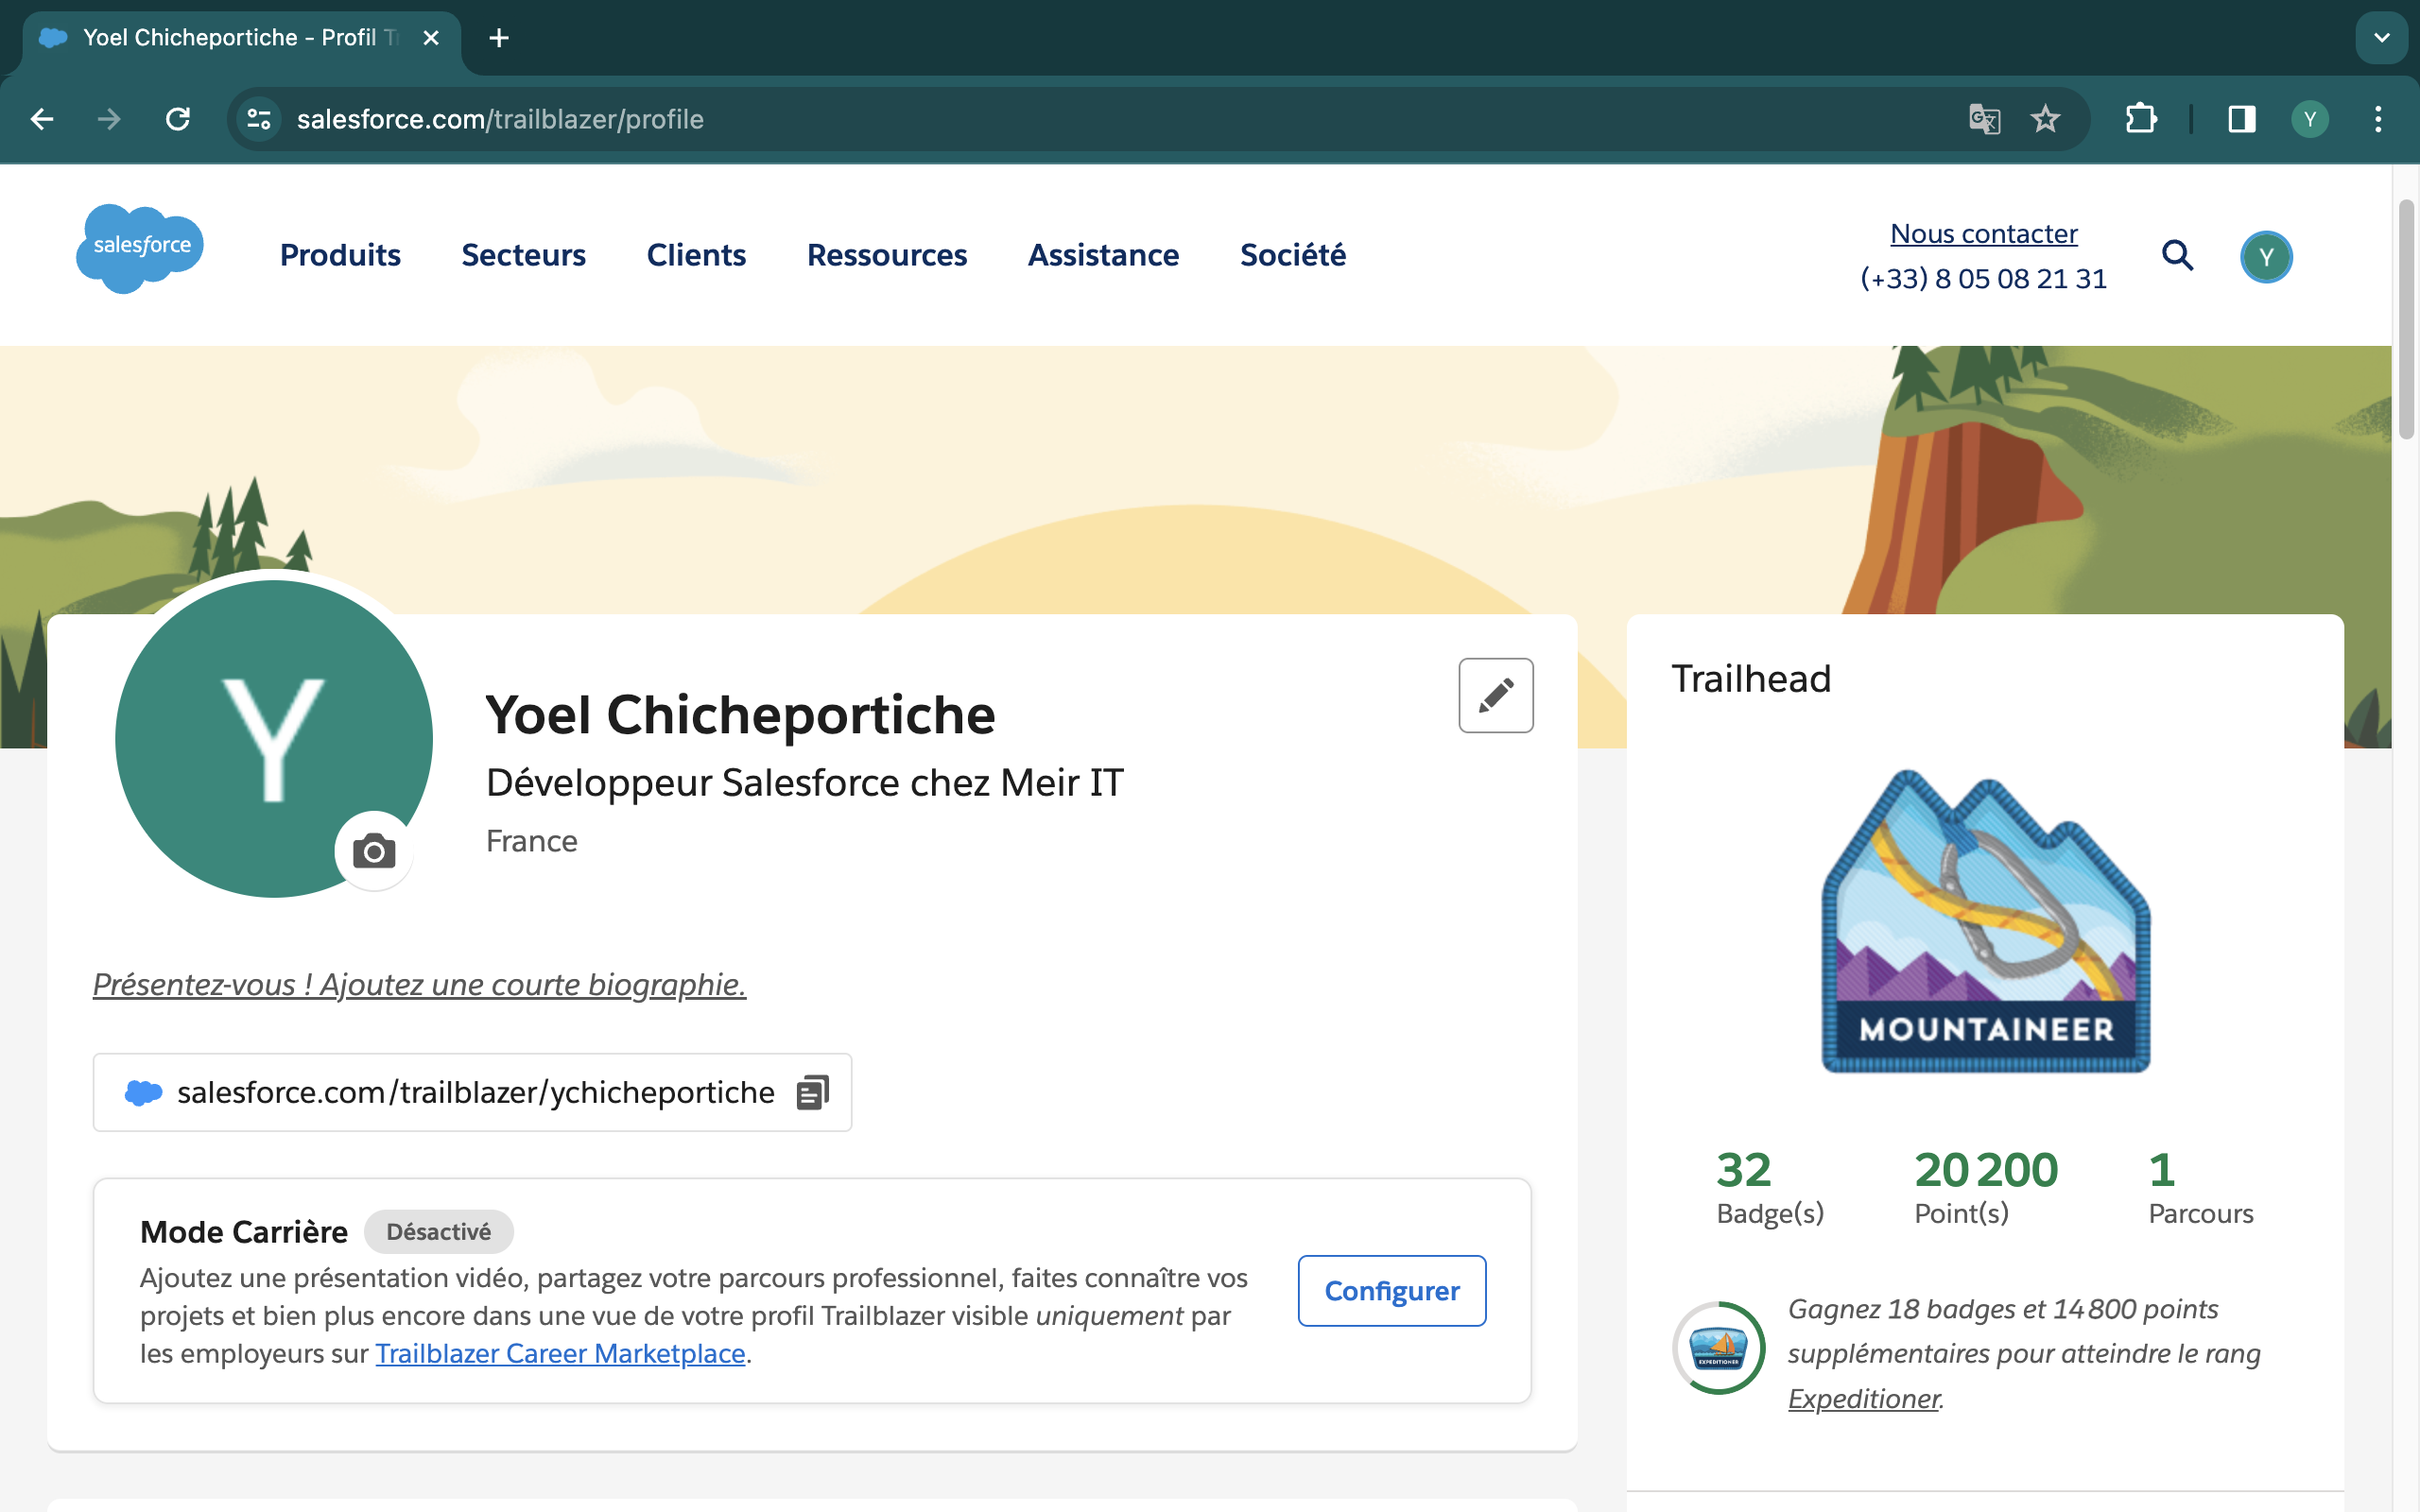 Yoel Chicheportiche - Profil
salesforce.com/trailblazer/profile
Y
salesforce
Produits
Secteurs
Clients
Ressources
Assistance
Société
Nous contacter
(+33) 8 05 08 21 31
Y
Y
Yoel Chicheportiche
Développeur Salesforce chez Meir IT
France
Présentez-vous ! Ajoutez une courte biographie.
salesforce.com/trailblazer/ychicheportiche
Mode Carrière Désactivé
Ajoutez une présentation vidéo, partagez votre parcours professionnel, faites connaître vos
projets et bien plus encore dans une vue de votre profil Trailblazer visible uniquement par
les employeurs sur Trailblazer Career Marketplace.
Configurer
Trailhead
MOUNTAINEER
32 20 200 1
Badge(s) Point(s) Parcours
EXPEDITIONER
Gagnez 18 badges et 14 800 points
supplémentaires pour atteindre le rang
Expeditioner.